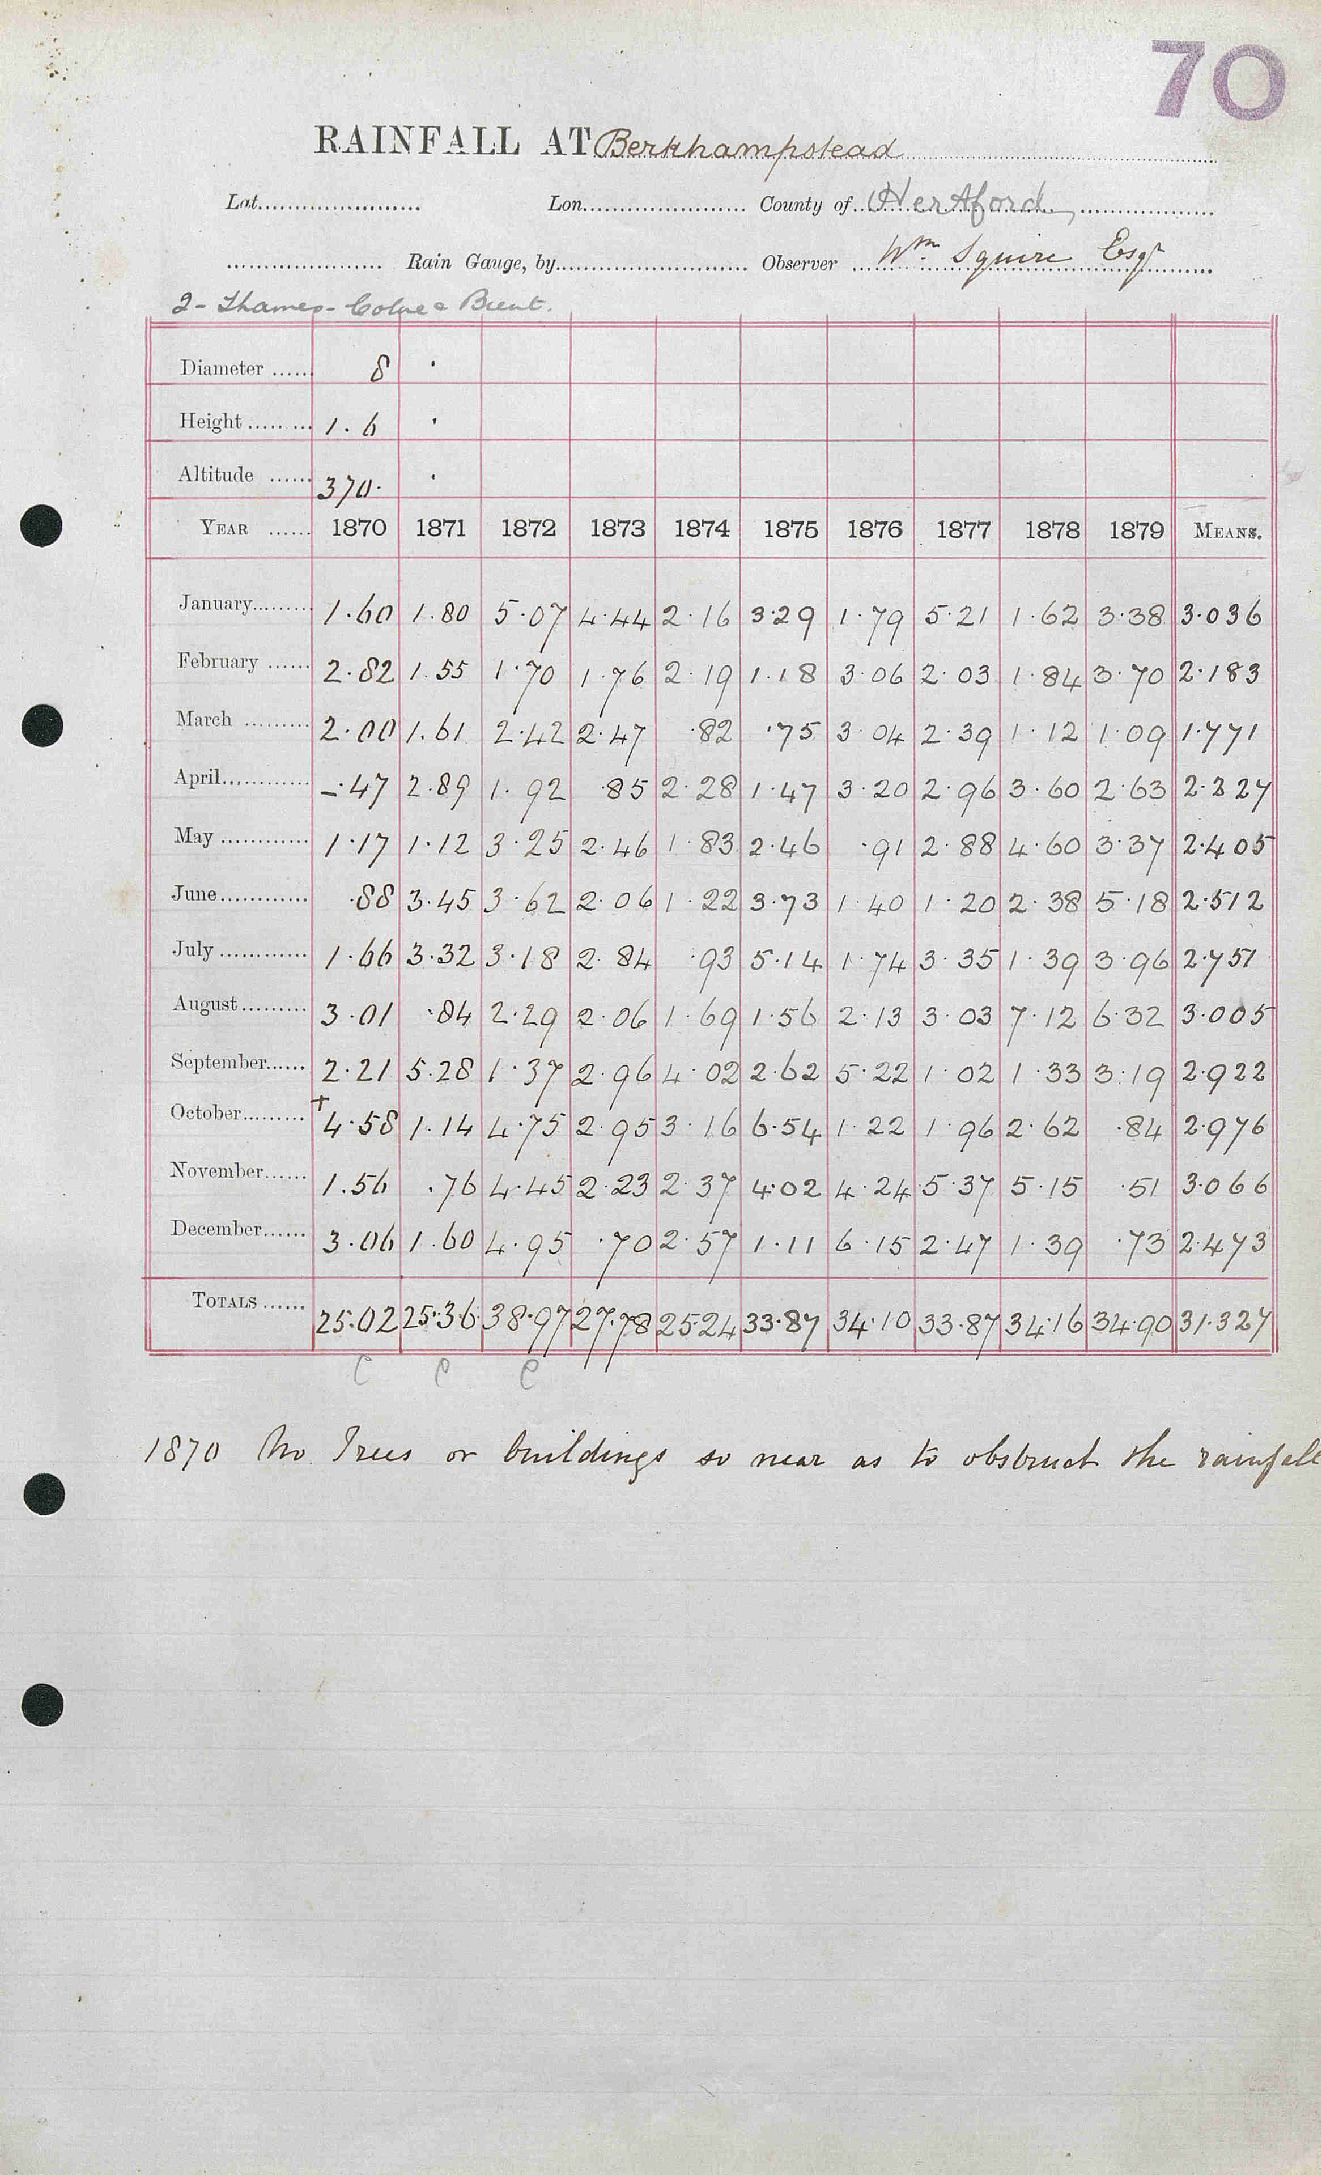 70
RAINFALL AT Berkhampstead
Lat. Lon. County of Hertford
Rain Gauge, by Observer Wm. Squire Esqr
2 - Thames - Colne & Brent.
Diameter 8 ·
Height 1.6 ·
Altitude 370. ·
YEAR 1870 1871 1872 1873 1874 1875 1876 1877 1878 1879 MEANS.
January 1.60 1.80 5.07 4.44 2.16 3.29 1.79 5.21 1.62 3.38 3.036
February 2.82 1.55 1.70 1.76 2.19 1.18 3.06 2.03 1.84 3.70 2.183
March 2.00 1.61 2.42 2.47 .82 .75 3.04 2.39 1.12 1.09 1.771
April -.47 2.89 1.92 .85 2.28 1.47 3.20 2.96 3.60 2.63 2.227
May 1.17 1.12 3.25 2.46 1.83 2.46 .91 2.88 4.60 3.37 2.405
June .88 3.45 3.62 2.06 1.22 3.73 1.40 1.20 2.38 5.18 2.512
July 1.66 3.32 3.18 2.84 .93 5.14 1.74 3.35 1.39 3.96 2.751
August 3.01 .84 2.29 2.06 1.69 1.56 2.13 3.03 7.12 6.32 3.005
September 2.21 5.28 1.37 2.96 4.02 2.62 5.22 1.02 1.33 3.19 2.922
October +4.58 1.14 4.75 2.95 3.16 6.54 1.22 1.96 2.62 .84 2.976
November 1.56 .76 4.45 2.23 2.37 4.02 4.24 5.37 5.15 .51 3.066
December 3.06 1.60 4.95 .70 2.57 1.11 6.15 2.47 1.39 .73 2.473
TOTALS 25.02 25.36 38.97 27.78 25.24 33.87 34.10 33.87 34.16 34.90 31.327
C C C
1870 No Trees or buildings so near as to obstruct the rainfall